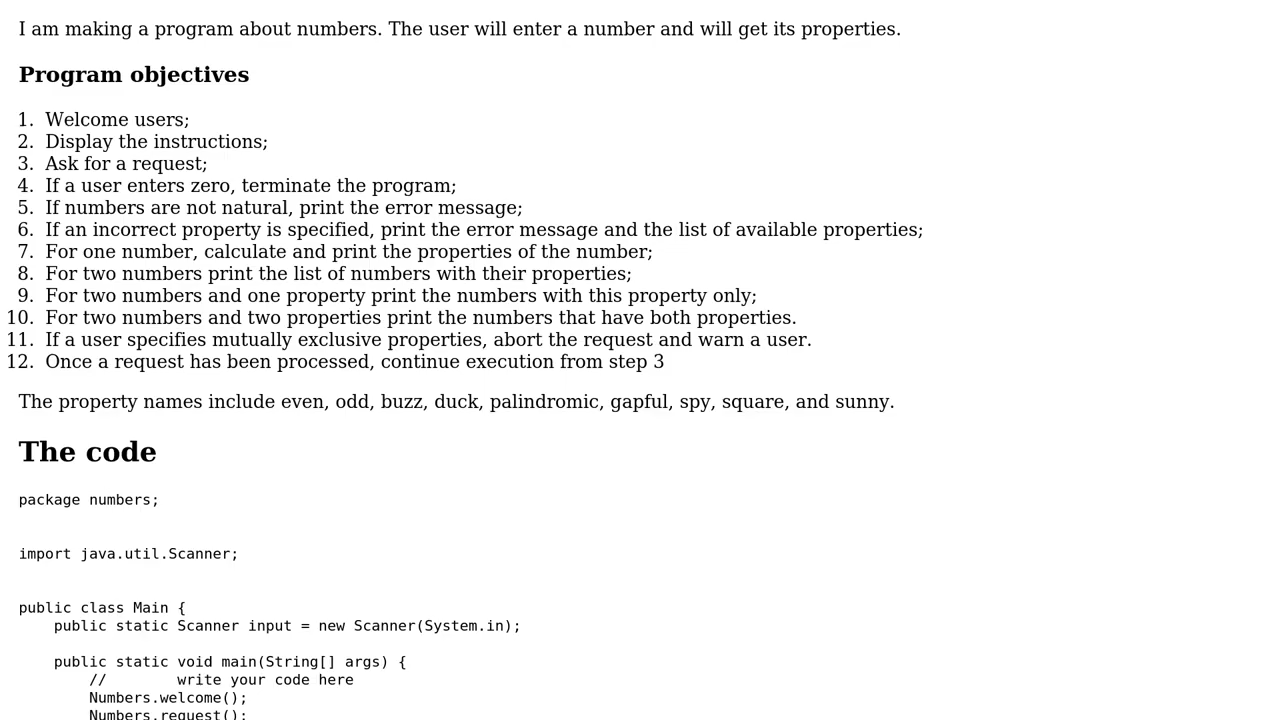 I am making a program about numbers. The user will enter a number and will get its properties.
Program objectives
1. Welcome users;
2. Display the instructions;
3. Ask for a request;
4. If a user enters zero, terminate the program;
5. If numbers are not natural, print the error message;
6. If an incorrect property is specified, print the error message and the list of available properties;
7. For one number, calculate and print the properties of the number;
8. For two numbers print the list of numbers with their properties;
9. For two numbers and one property print the numbers with this property only;
10. For two numbers and two properties print the numbers that have both properties.
11. If a user specifies mutually exclusive properties, abort the request and warn a user.
12. Once a request has been processed, continue execution from step 3
The property names include even, odd, buzz, duck, palindromic, gapful, spy, square, and sunny.
The code
package numbers;
import java.util.Scanner;
public class Main {
    public static Scanner input = new Scanner(System.in);
    public static void main(String[] args) {
        //        write your code here
        Numbers.welcome();
        Numbers.request();